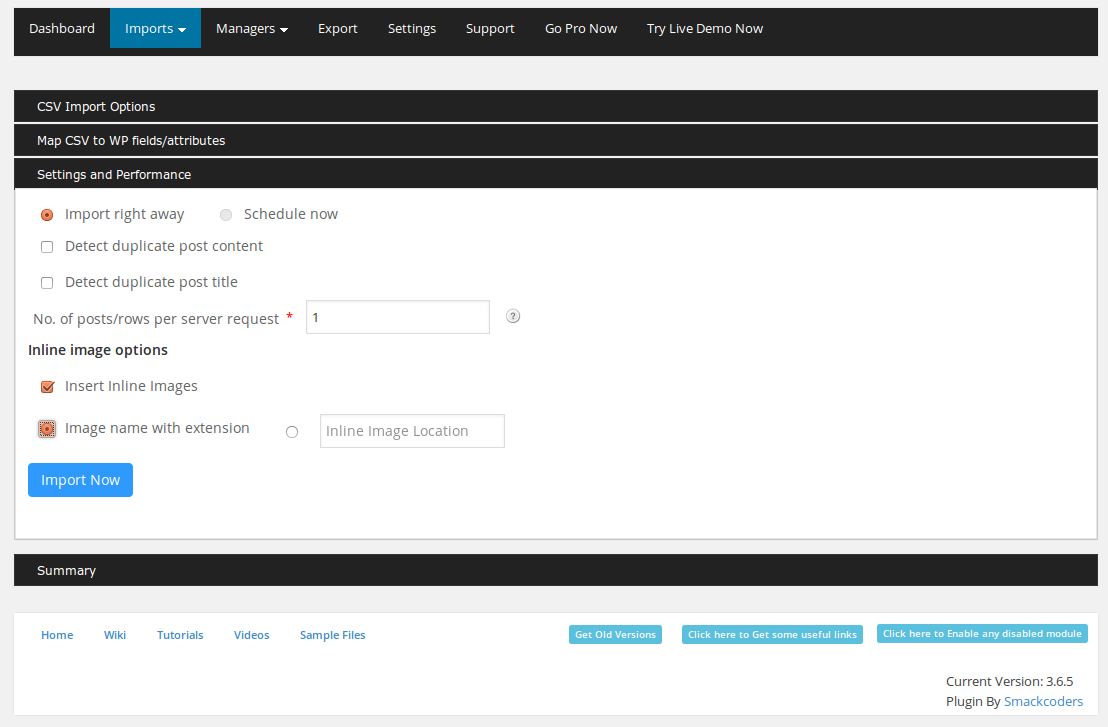 Dashboard Imports Managers Export Settings Support Go Pro Now Try Live Demo Now
CSV Import Options
Map CSV to WP fields/attributes
Settings and Performance
Import right away Schedule now
Detect duplicate post content
Detect duplicate post title
No. of posts/rows per server request * 1 ?
Inline image options
Insert Inline Images
Image name with extension Inline Image Location
Import Now
Summary
Home Wiki Tutorials Videos Sample Files Get Old Versions Click here to Get some useful links Click here to Enable any disabled module
Current Version: 3.6.5
Plugin By Smackcoders